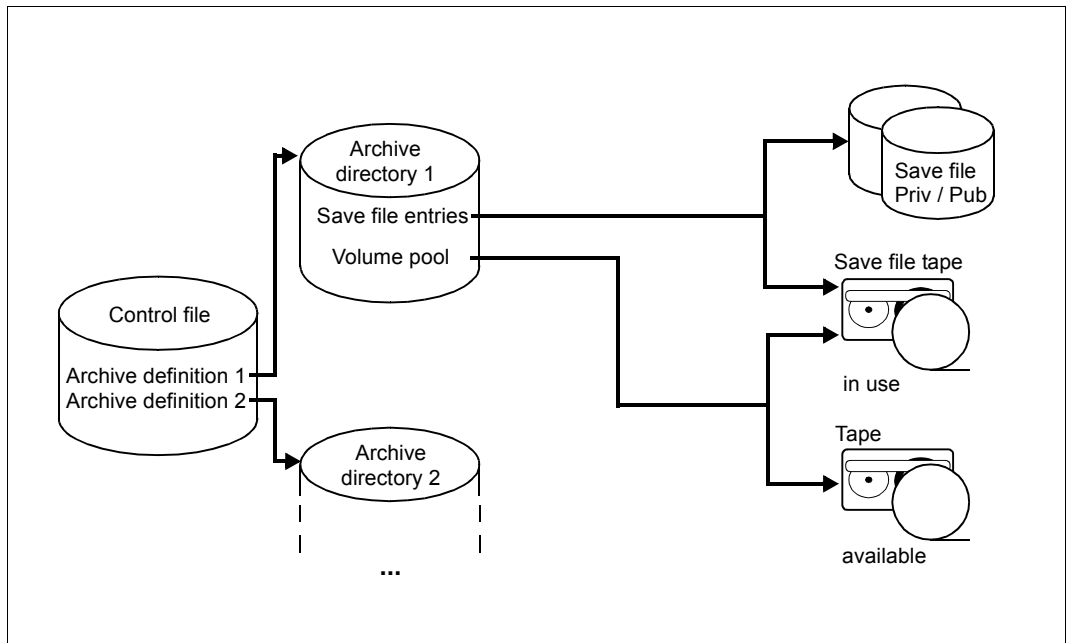 Control file
Archive definition 1
Archive definition 2
Archive
directory 1
Save file entries
Volume pool
Archive
directory 2
...
Save file
Priv / Pub
Save file tape
in use
Tape
available